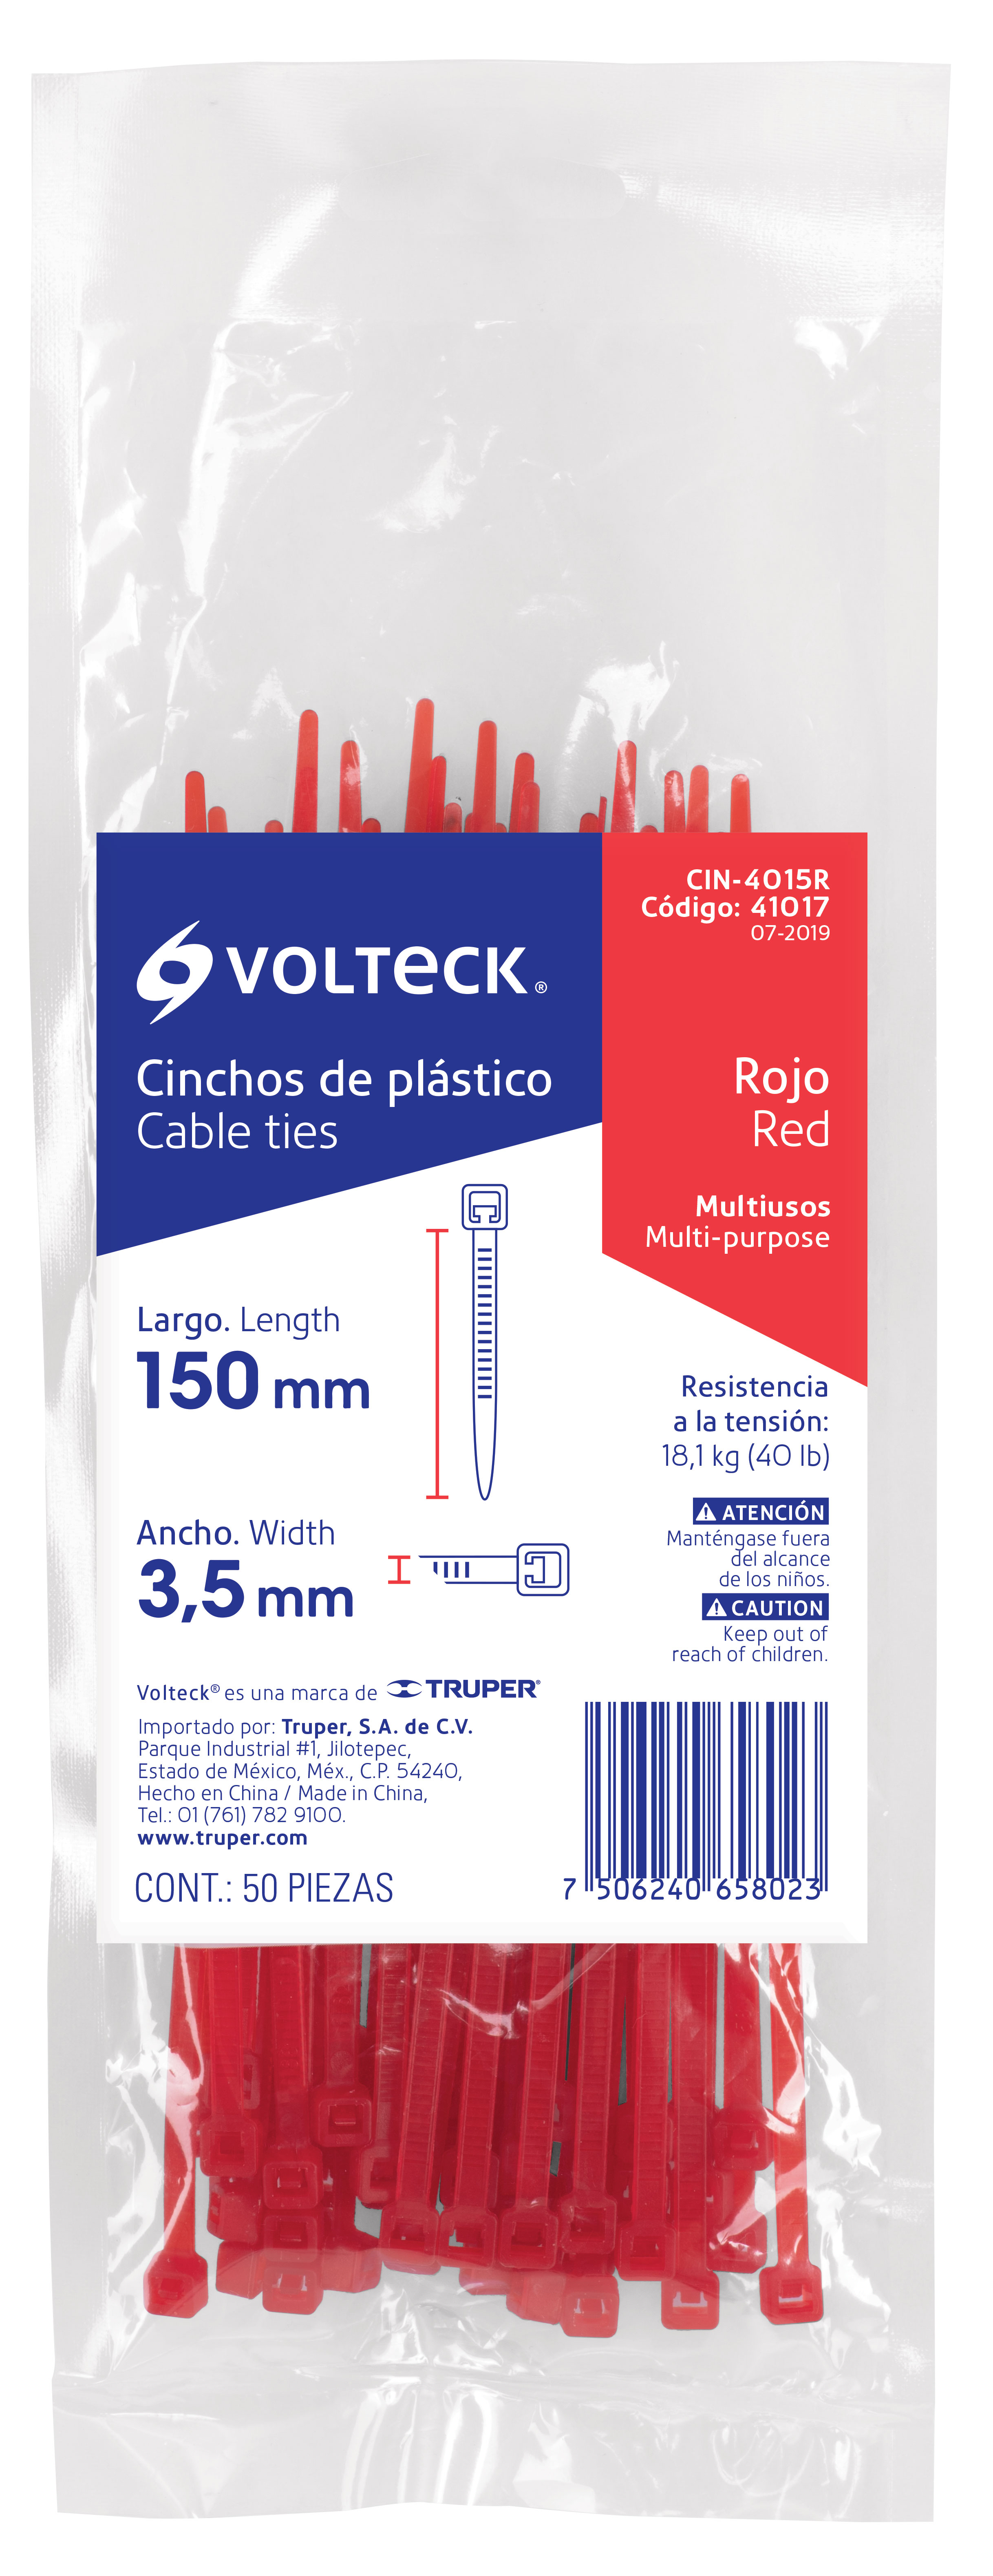 VOLTECK®
Cinchos de plástico
Cable ties
CIN-4015R
Código: 41017
07-2019
Rojo
Red
Multiusos
Multi-purpose
Largo. Length
150 mm
Ancho. Width
3,5 mm
Resistencia
a la tensión:
18,1 kg (40 lb)
ATENCIÓN
Manténgase fuera
del alcance
de los niños.
CAUTION
Keep out of
reach of children.
Volteck® es una marca de TRUPER®
Importado por: Truper, S.A. de C.V.
Parque Industrial #1, Jilotepec,
Estado de México, Méx., C.P. 54240,
Hecho en China / Made in China,
Tel.: 01 (761) 782 9100.
www.truper.com
CONT.: 50 PIEZAS
7 506240 658023